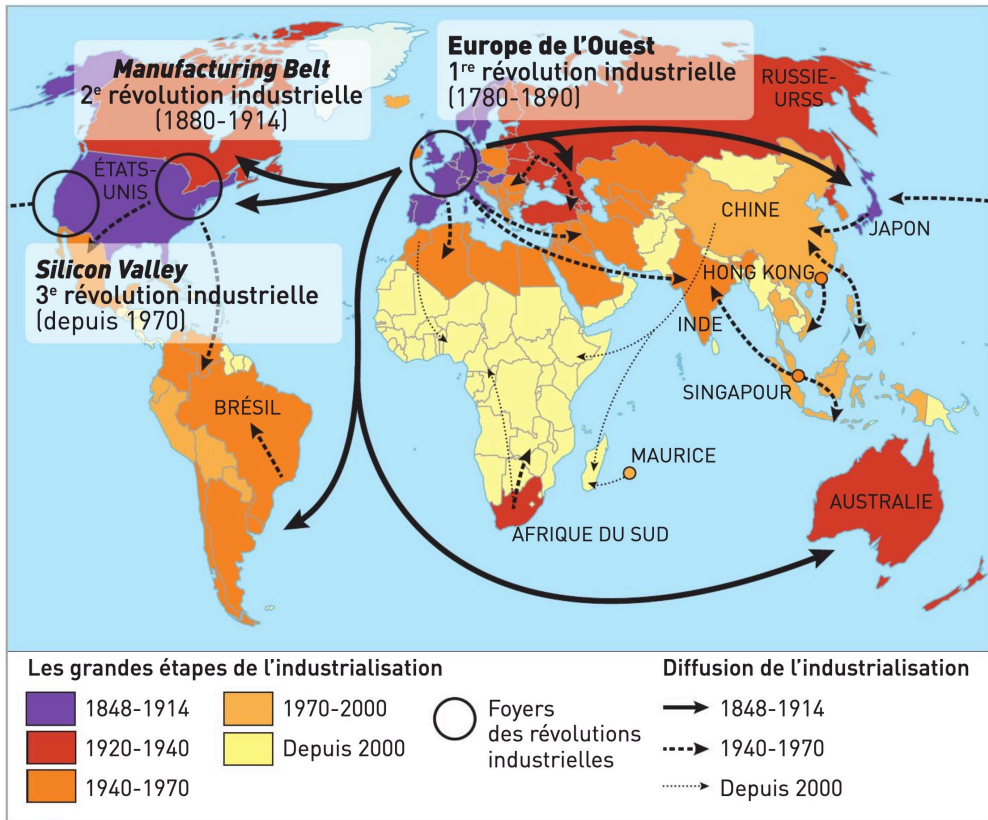 Manufacturing Belt
2e révolution industrielle
(1880-1914)
Europe de l’Ouest
1re révolution industrielle
(1780-1890)
RUSSIE-
URSS
ÉTATS-
UNIS
CHINE
JAPON
Silicon Valley
3e révolution industrielle
(depuis 1970)
HONG KONG
INDE
SINGAPOUR
BRÉSIL
MAURICE
AUSTRALIE
AFRIQUE DU SUD
Les grandes étapes de l’industrialisation
1848-1914
1920-1940
1940-1970
1970-2000
Depuis 2000
Foyers
des révolutions
industrielles
Diffusion de l’industrialisation
1848-1914
1940-1970
Depuis 2000